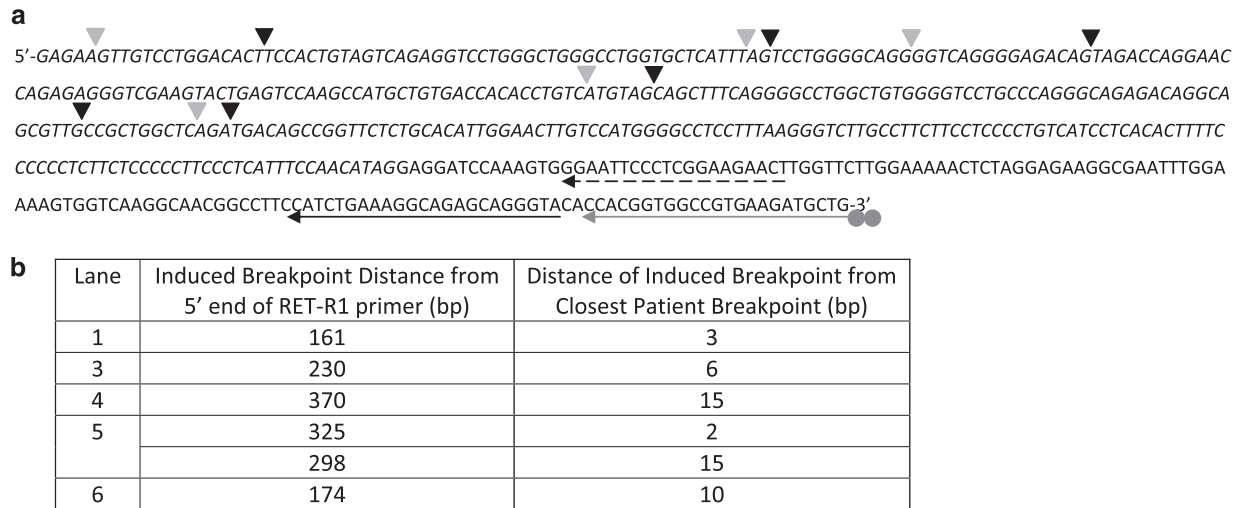 a
5'-GAGAAGTTGTCCTGGACACTTCCACTGTAGTCAGAGGTCCTGGGCTGGGCCTGGTGCTCATTTAGTCCTGGGGCAGGGGTCAGGGGAGACAGTAGACCAGGAAC
CAGAGAGGGTCGAAGTACTGAGTCCAAGCCATGCTGTGACCACACCTGTCATGTAGCAGCTTTCAGGGGCCTGGCTGTGGGGTCCTGCCCAGGGCAGAGACAGGCA
GCGTTGCCGCTGGCTCAGATGACAGCCGGTTCTCTGCACATTGGAACTTGTCCATGGGGCCTCCTTTAAGGGTCTTGCCTTCTTCCTCCCCTGTCATCCTCACACTTTTC
CCCCCTCTTCTCCCCCTTCCCTCATTTCCAACATAGGAGGATCCAAAGTGGGAATTCCCTCGGAAGAACTTGGTTCTTGGAAAAACTCTAGGAGAAGGCGAATTTGGA
AAAGTGGTCAAGGCAACGGCCTTCCATCTGAAAGGCAGAGCAGGGTACACCACGGTGGCCGTGAAGATGCTG-3'
b
Lane Induced Breakpoint Distance from 5' end of RET-R1 primer (bp) Distance of Induced Breakpoint from Closest Patient Breakpoint (bp)
1 161 3
3 230 6
4 370 15
5 325 2
298 15
6 174 10